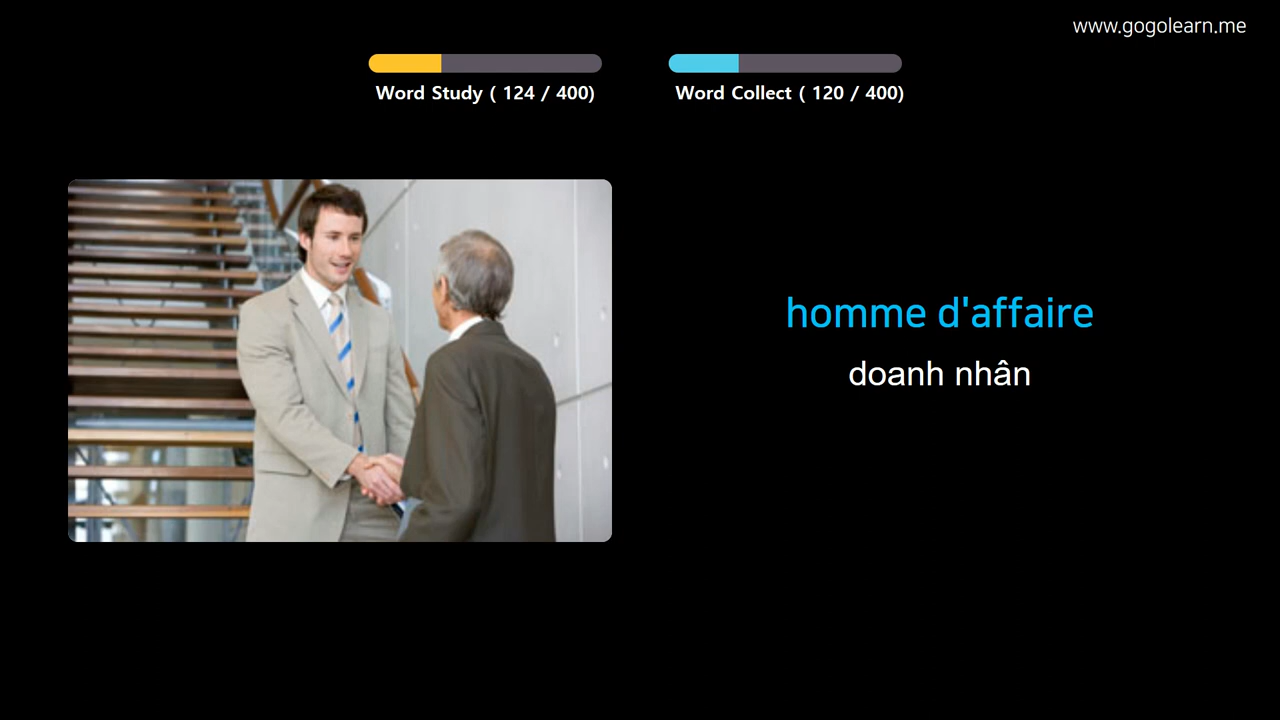 www.gogolearn.me
Word Study ( 124 / 400)
Word Collect ( 120 / 400)
homme d'affaire
doanh nhân